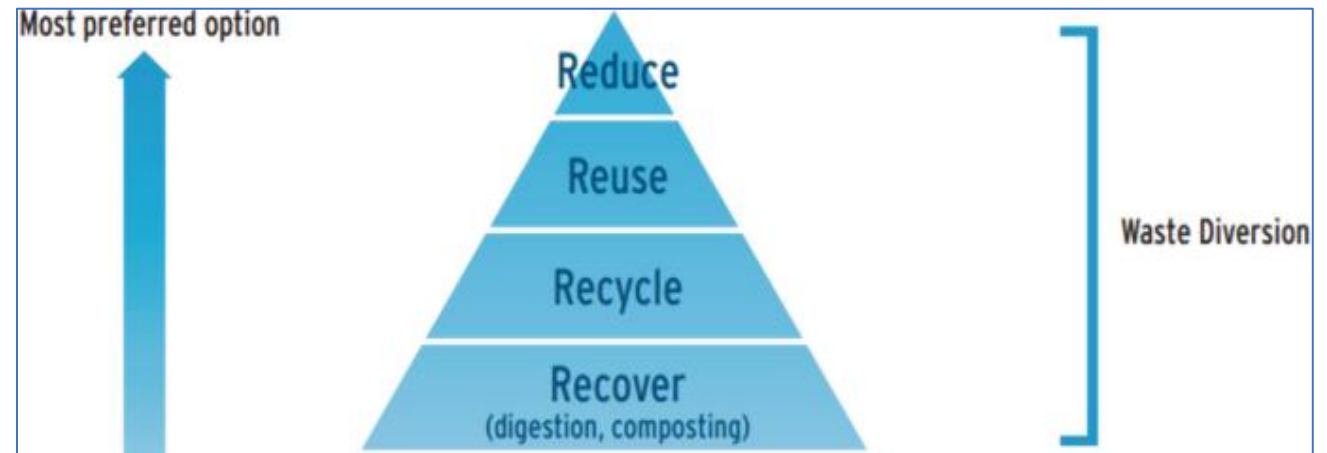 Most preferred option
Reduce
Reuse
Recycle
Waste Diversion
Recover
(digestion, composting)